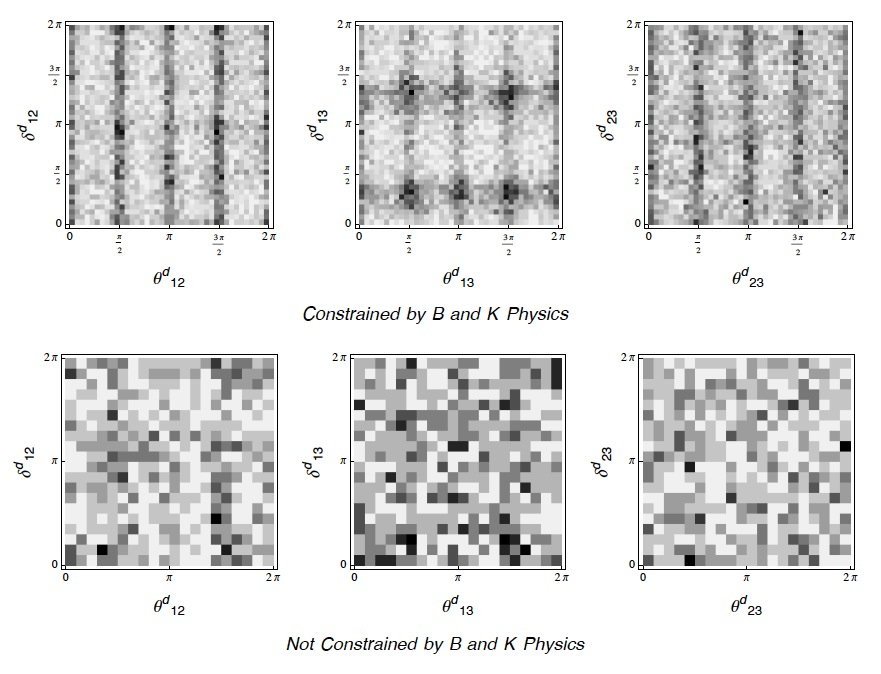 2π 2π 2π
3π/2 3π/2 3π/2
δ^d_12 π δ^d_13 π δ^d_23 π
π/2 π/2 π/2
0 0 0
0 π/2 π 3π/2 2π 0 π/2 π 3π/2 2π 0 π/2 π 3π/2 2π
θ^d_12 θ^d_13 θ^d_23
Constrained by B and K Physics
2π 2π 2π
δ^d_12 π δ^d_13 π δ^d_23 π
0 0 0
0 π 2π 0 π 2π 0 π 2π
θ^d_12 θ^d_13 θ^d_23
Not Constrained by B and K Physics